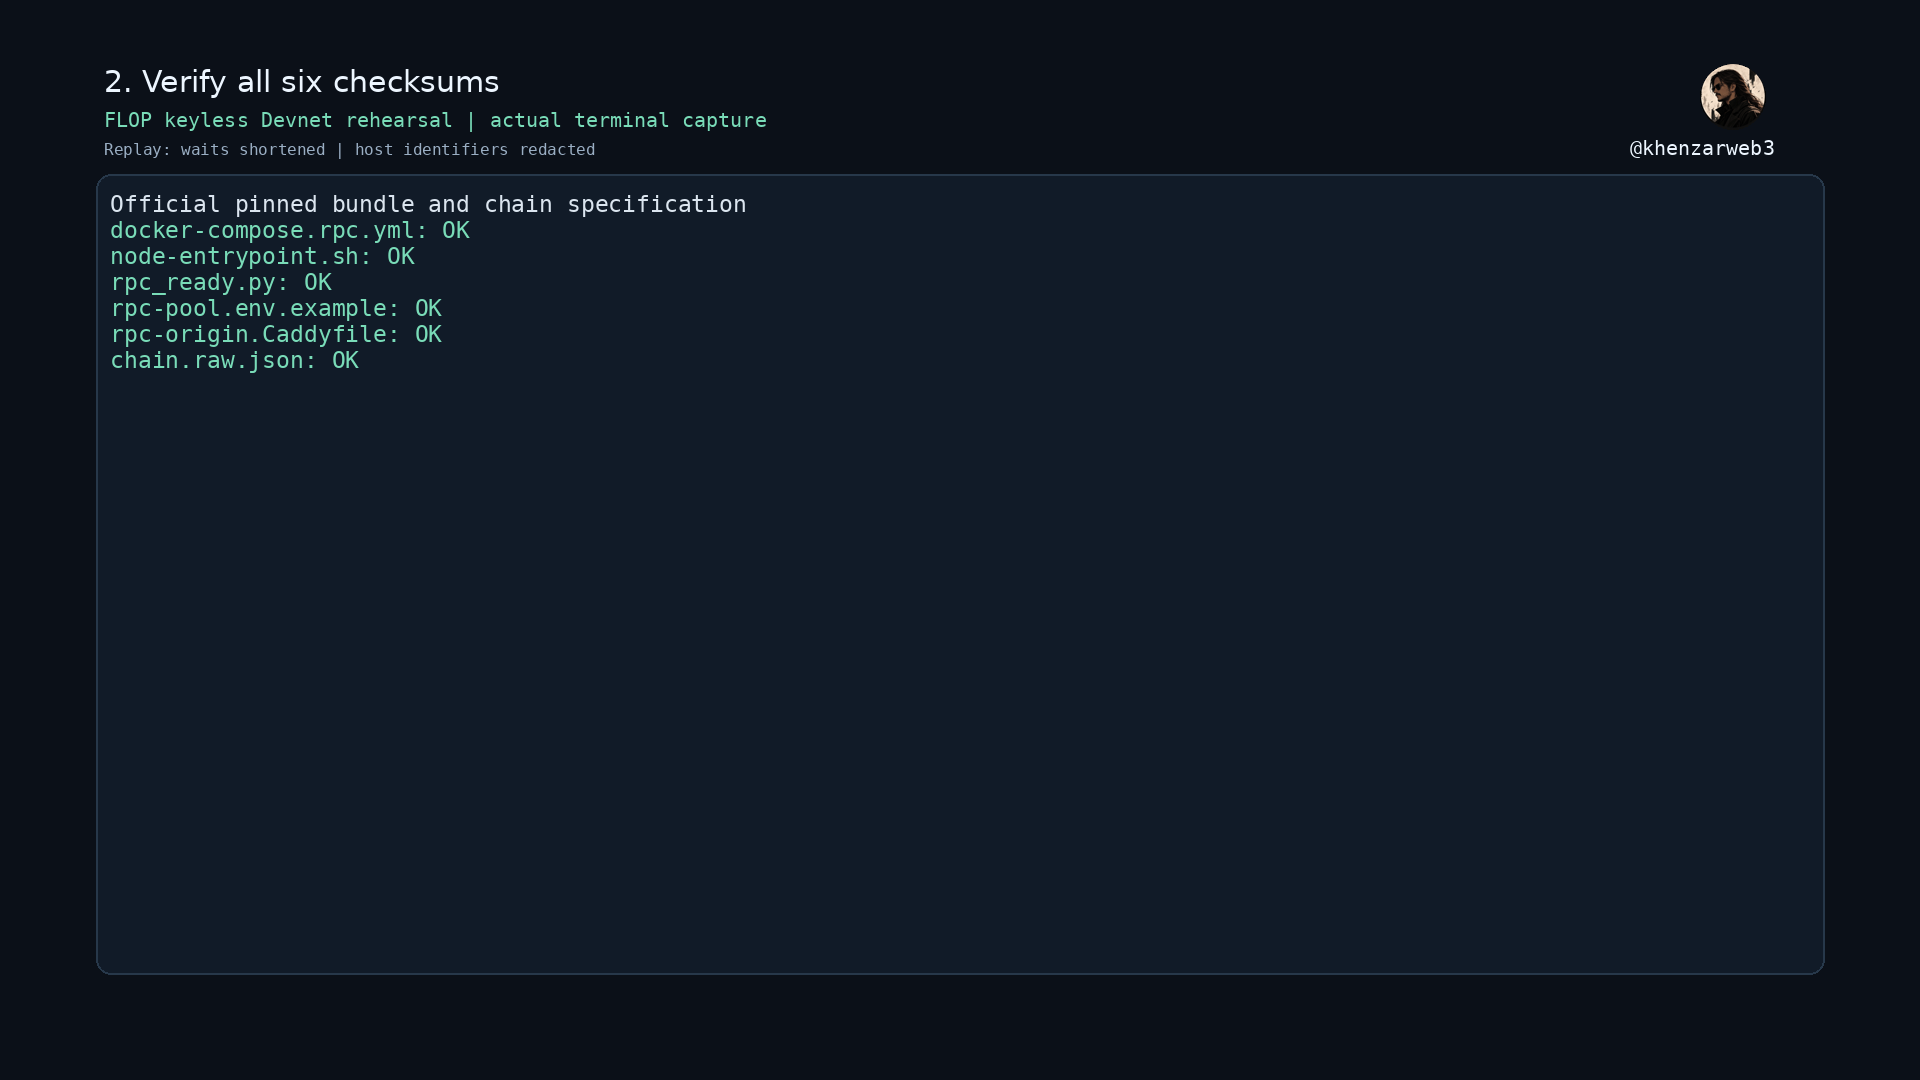 2. Verify all six checksums
FLOP keyless Devnet rehearsal | actual terminal capture
Replay: waits shortened | host identifiers redacted
@khenzarweb3
Official pinned bundle and chain specification
docker-compose.rpc.yml: OK
node-entrypoint.sh: OK
rpc_ready.py: OK
rpc-pool.env.example: OK
rpc-origin.Caddyfile: OK
chain.raw.json: OK